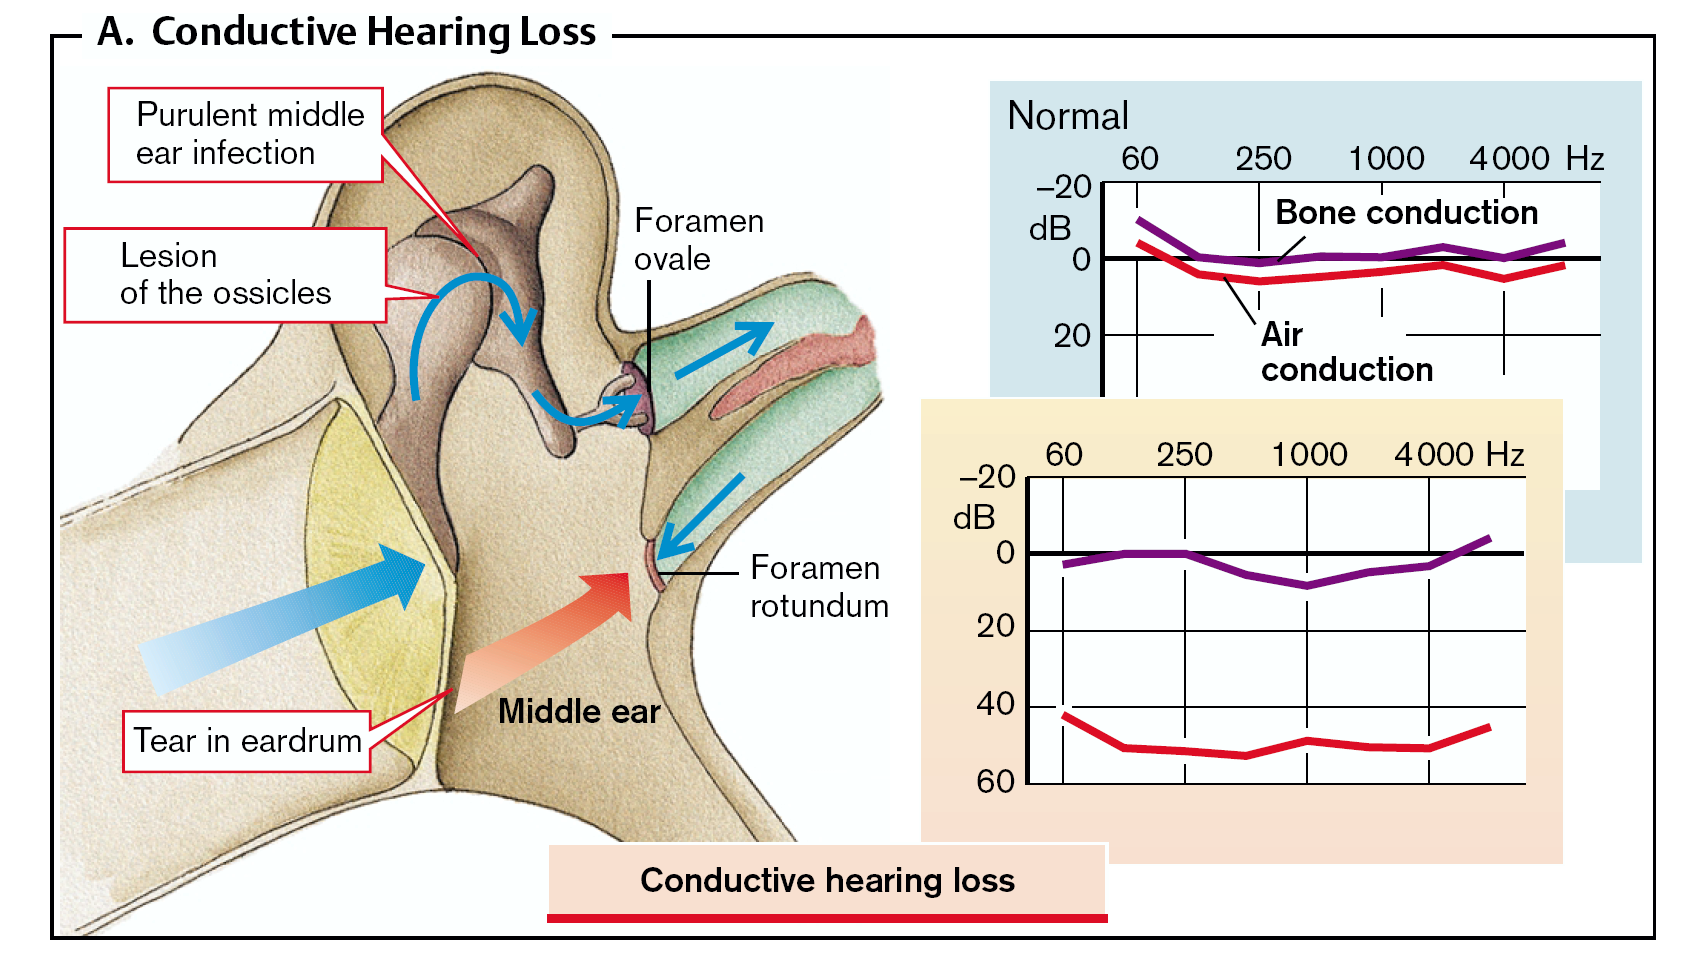 A. Conductive Hearing Loss
Purulent middle
ear infection
Lesion
of the ossicles
Foramen
ovale
Foramen
rotundum
Middle ear
Tear in eardrum
Normal
60 250 1000 4000 Hz
–20
dB
0
20
Bone conduction
Air
conduction
60 250 1000 4000 Hz
–20
dB
0
20
40
60
Conductive hearing loss